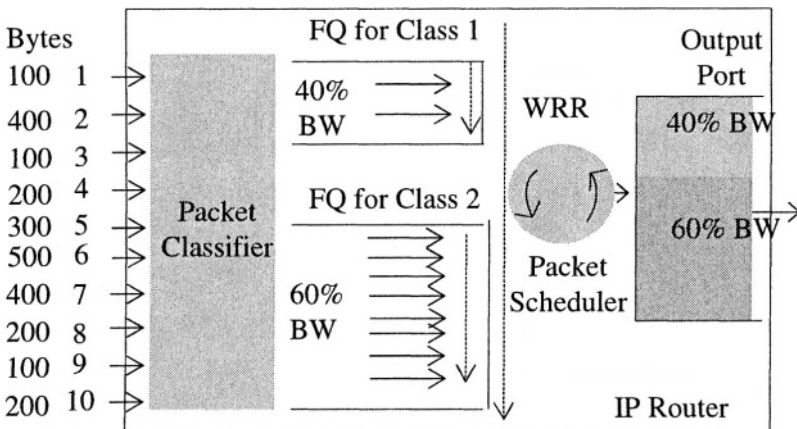 Bytes
100 1
400 2
100 3
200 4
300 5
500 6
400 7
200 8
100 9
200 10
Packet
Classifier
FQ for Class 1
40%
BW
FQ for Class 2
60%
BW
WRR
Packet
Scheduler
Output
Port
40% BW
60% BW
IP Router